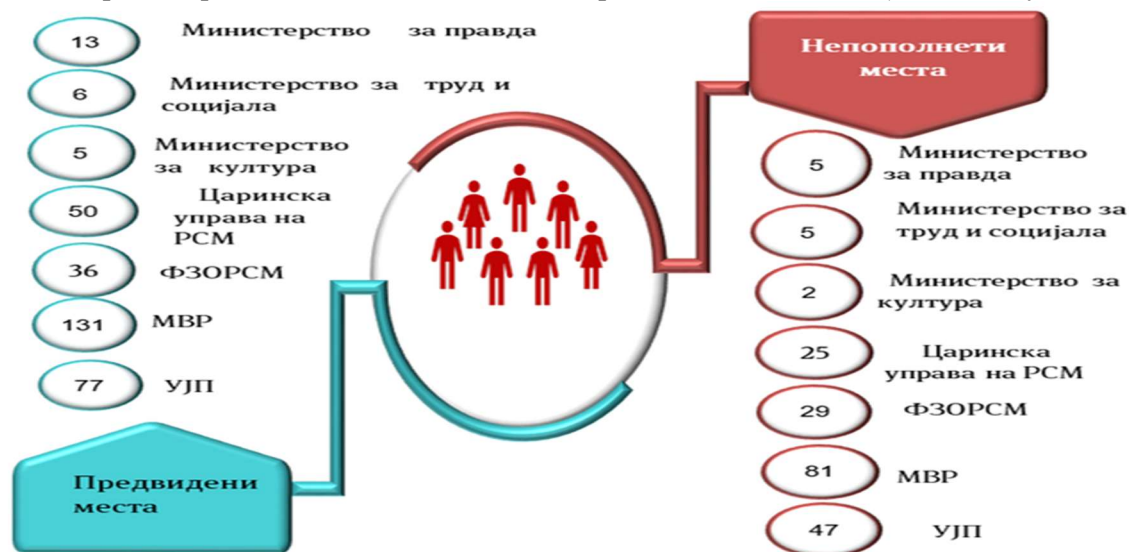 13
Министерство за правда
6
Министерство за труд и
социјала
5
Министерство
за култура
50
Царинска
управа на
РСМ
36
ФЗОРСМ
131
МВР
77
УЈП
Предвидени
места
Непополнети
места
5
Министерство
за правда
5
Министерство за
труд и социјала
2
Министерство за
култура
25
Царинска
управа на РСМ
29
ФЗОРСМ
81
МВР
47
УЈП